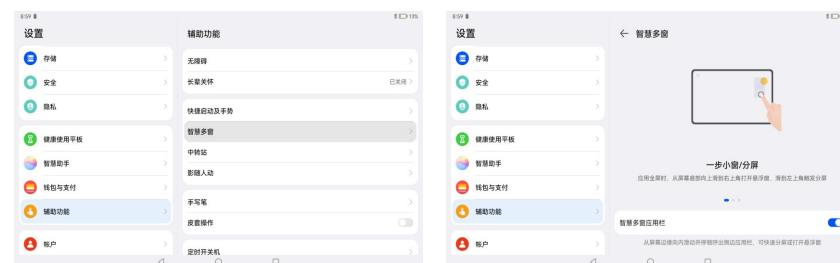 8:59
13%
设置
辅助功能
存储
安全
隐私
健康使用平板
智慧助手
钱包与支付
辅助功能
账户
无障碍
长辈关怀
已关闭
快捷启动及手势
智慧多窗
中转站
影随人动
手写笔
皮套操作
定时开关机
8:59
设置
智慧多窗
存储
安全
隐私
健康使用平板
智慧助手
钱包与支付
辅助功能
账户
一步小窗/分屏
应用全屏时，从屏幕底部向上滑到右上角打开悬浮窗，滑到左上角触发分屏
智慧多窗应用栏
从屏幕边缘向内滑动并停顿呼出侧边应用栏，可快速分屏或打开悬浮窗